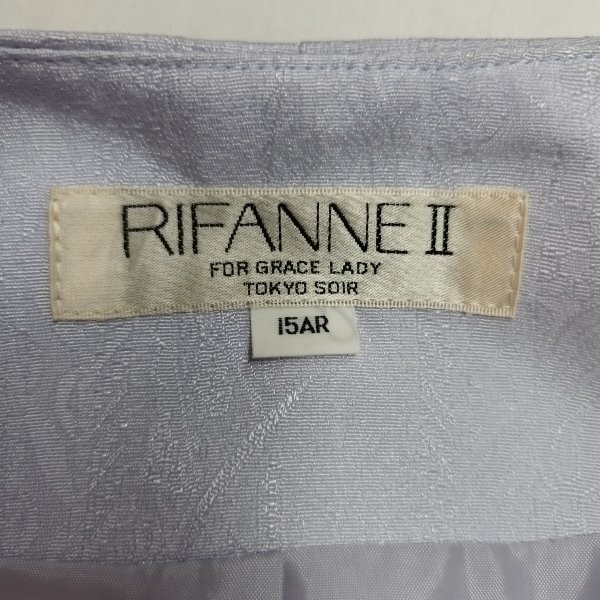 RIFANNE II
FOR GRACE LADY
TOKYO SOIR
15AR